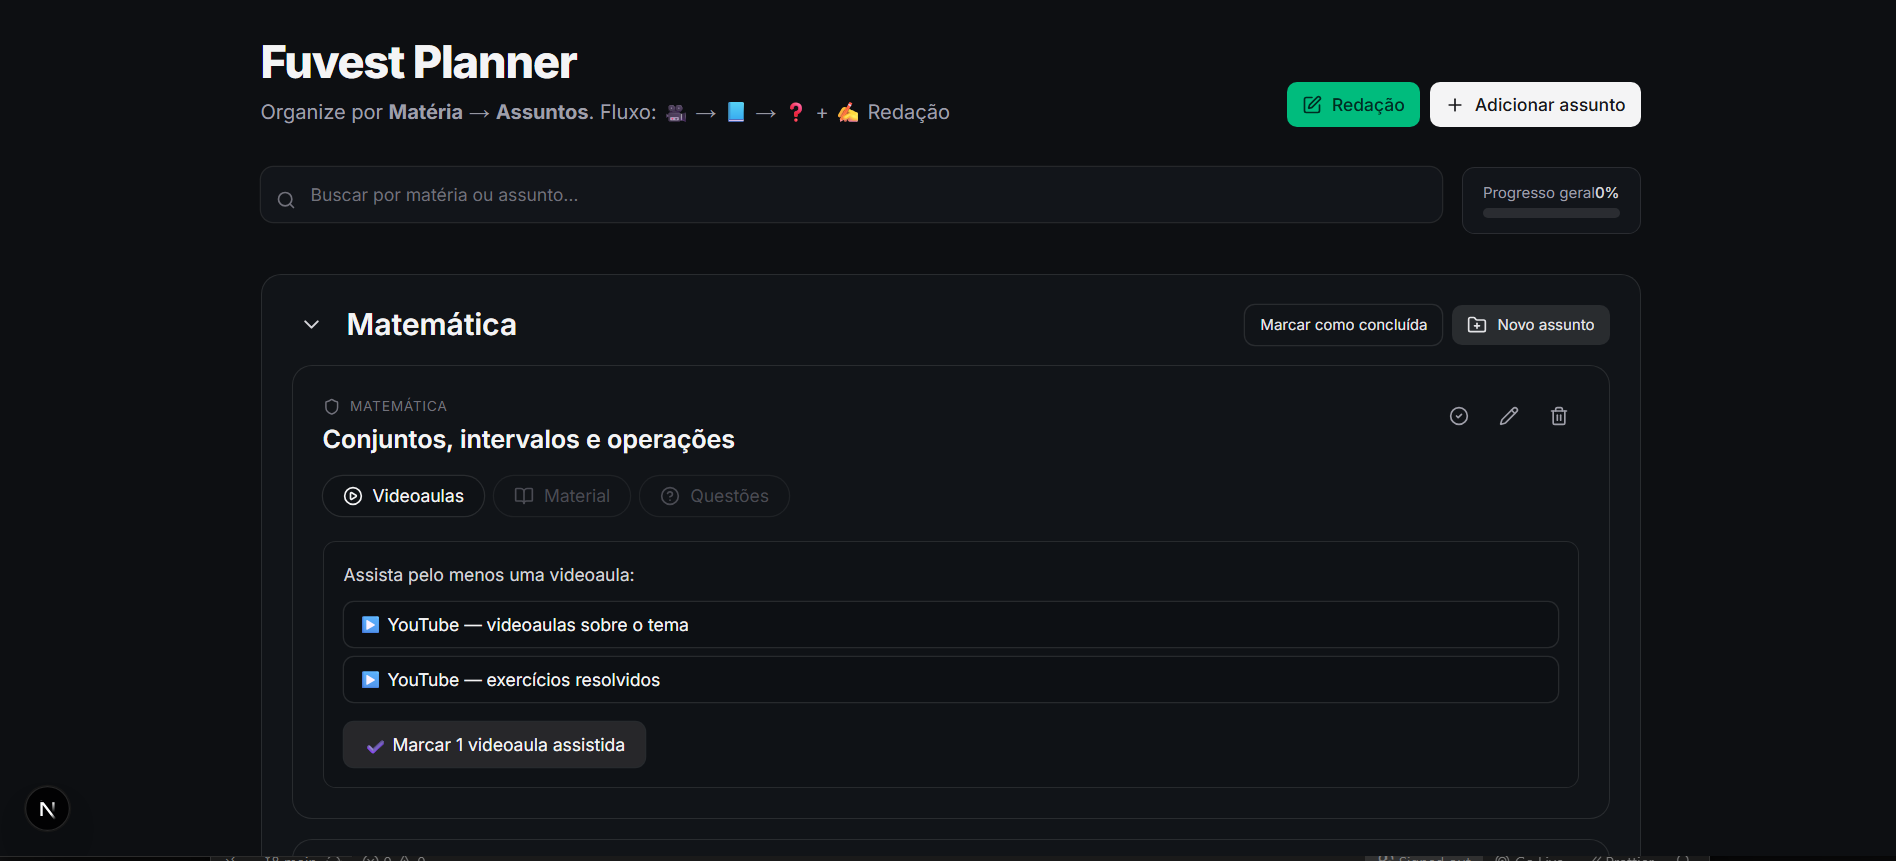 Fuvest Planner
Organize por Matéria → Assuntos. Fluxo: 🎥 → 📘 → ❓ + ✍️ Redação
Redação
+ Adicionar assunto
Buscar por matéria ou assunto...
Progresso geral0%
Matemática
Marcar como concluída
Novo assunto
MATEMÁTICA
Conjuntos, intervalos e operações
Videoaulas
Material
Questões
Assista pelo menos uma videoaula:
▶️ YouTube — videoaulas sobre o tema
▶️ YouTube — exercícios resolvidos
✔️ Marcar 1 videoaula assistida
N